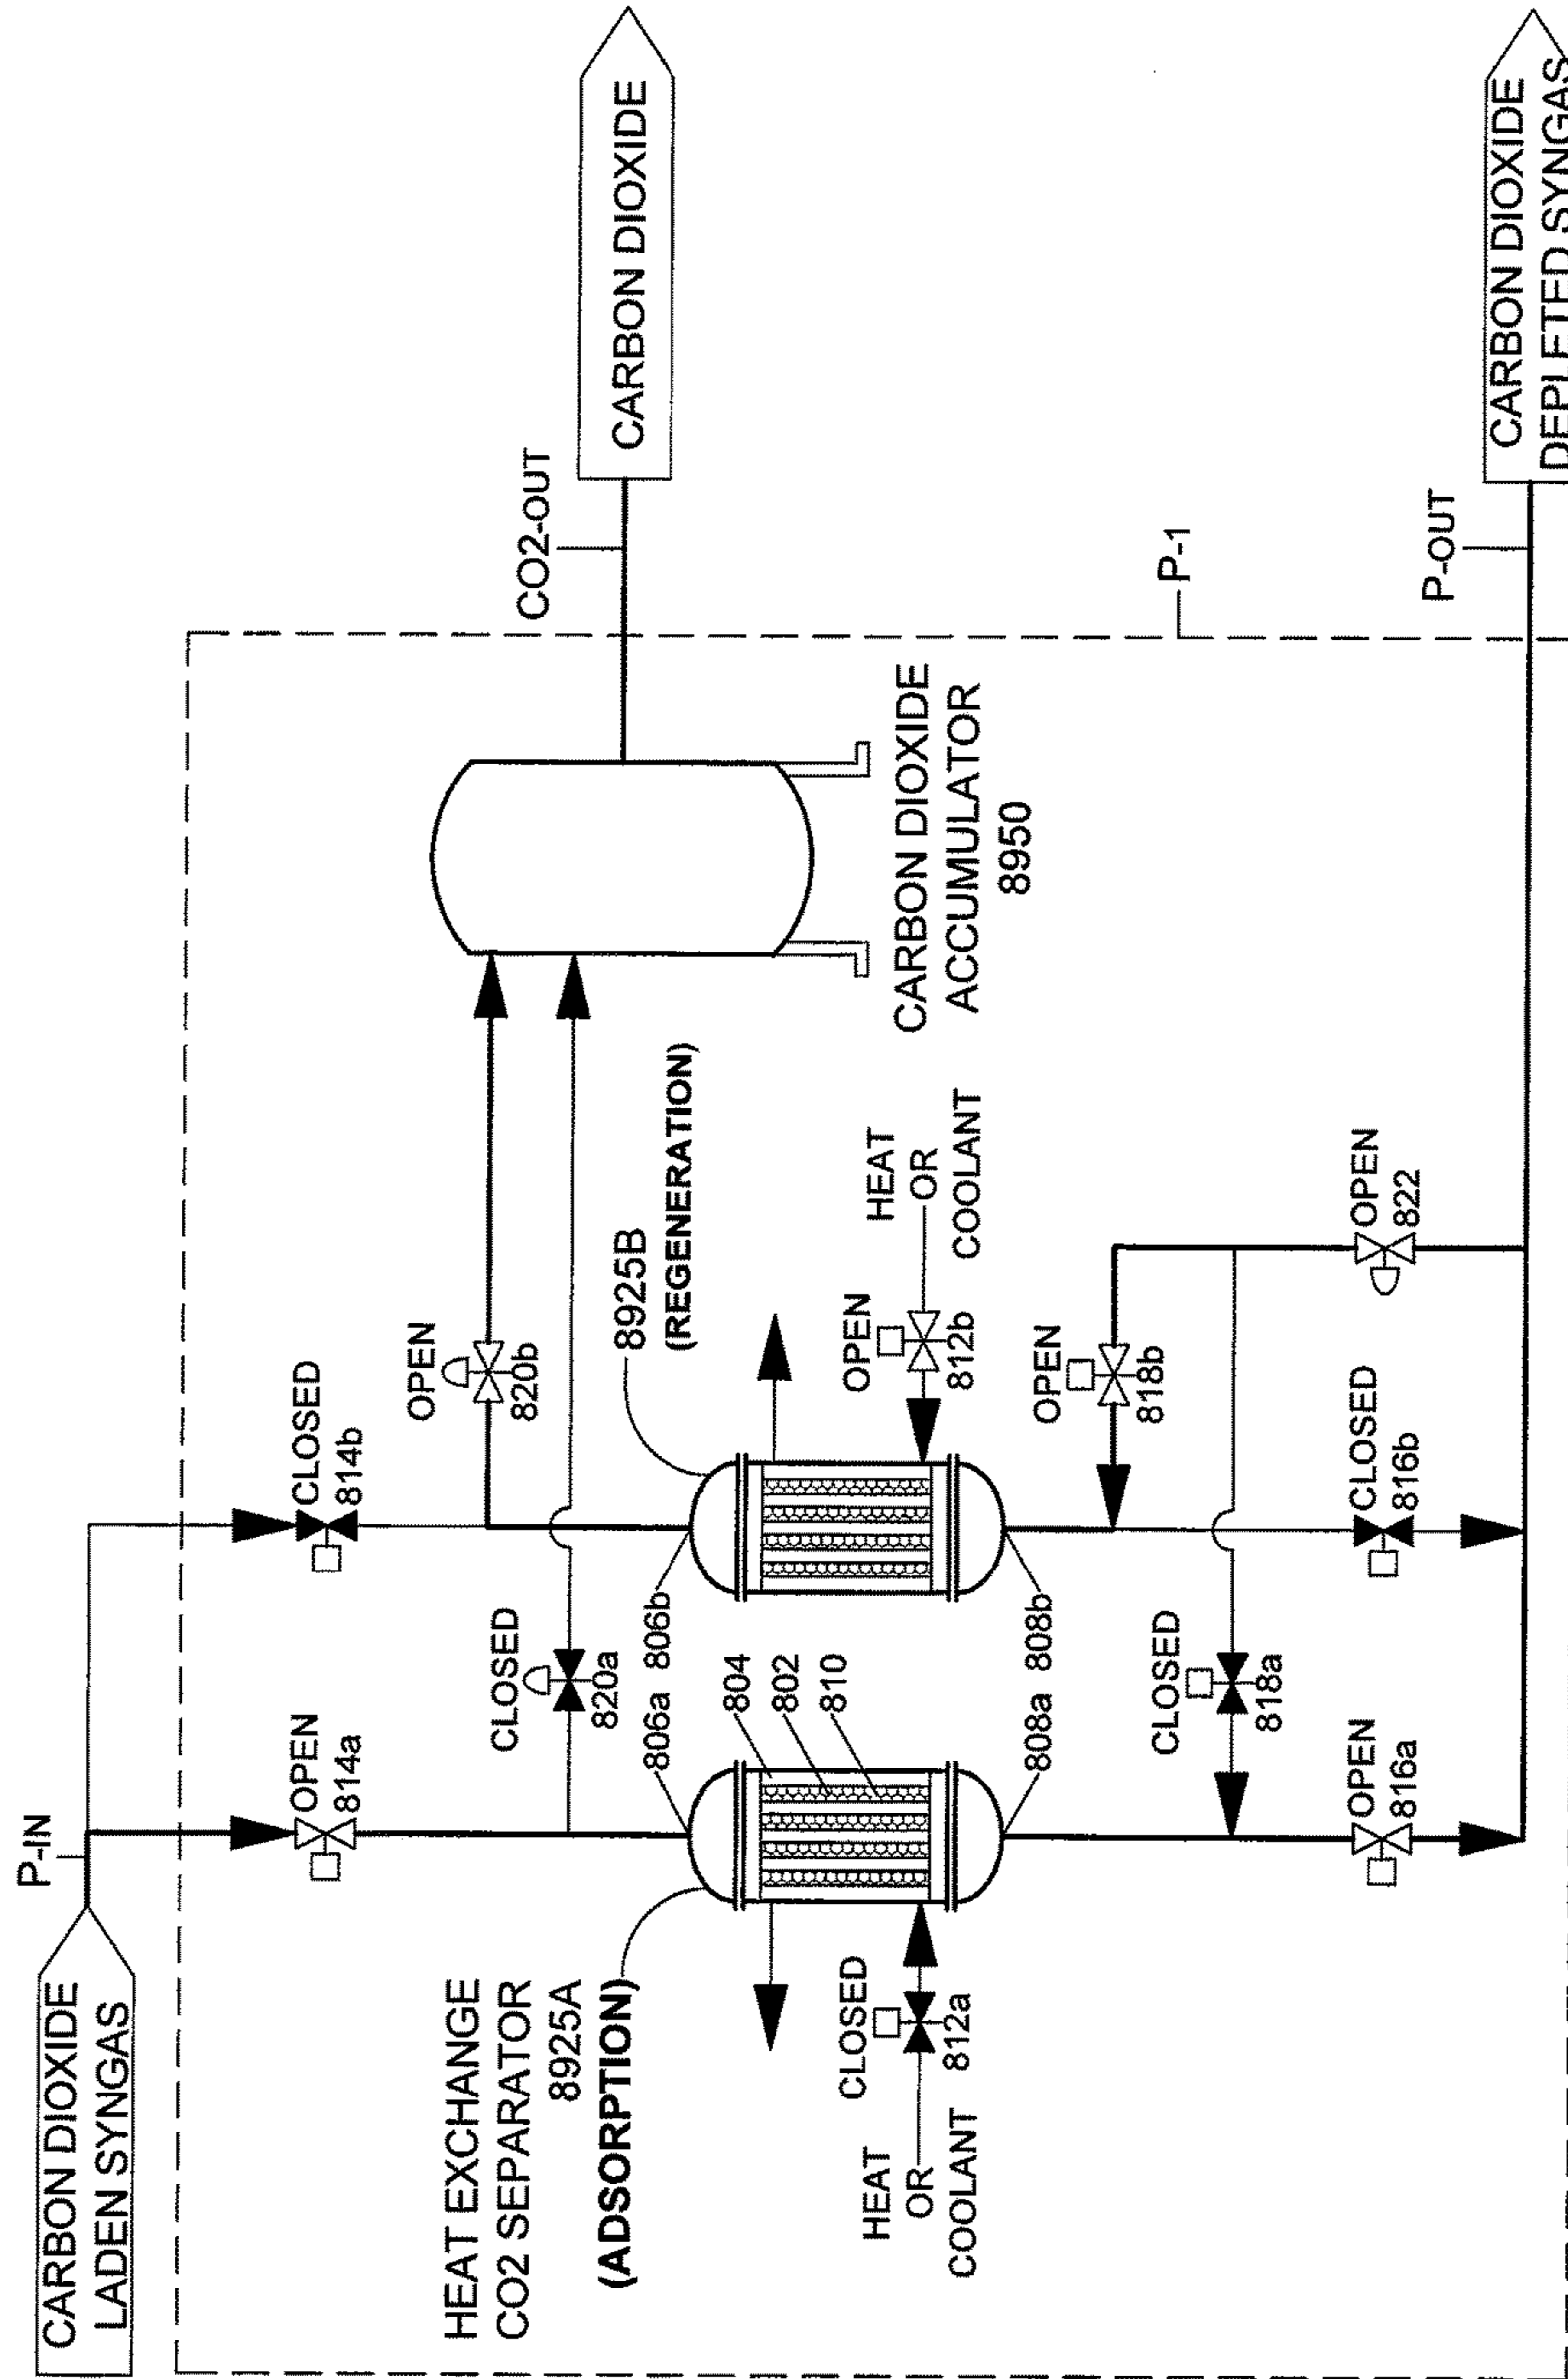 CARBON DIOXIDE
LADEN SYNGAS
P-IN
OPEN
814a
CLOSED
814b
HEAT EXCHANGE
CO2 SEPARATOR
8925A
(ADSORPTION)
CLOSED
820a
OPEN
820b
8925B
(REGENERATION)
806a
806b
804
802
810
808a
808b
HEAT
OR
COOLANT
CLOSED
812a
OPEN
812b
HEAT
OR
COOLANT
CARBON DIOXIDE
ACCUMULATOR
8950
CO2-OUT
CARBON DIOXIDE
CLOSED
818a
OPEN
818b
OPEN
816a
CLOSED
816b
OPEN
822
P-1
P-OUT
CARBON DIOXIDE
DEPLETED SYNGAS